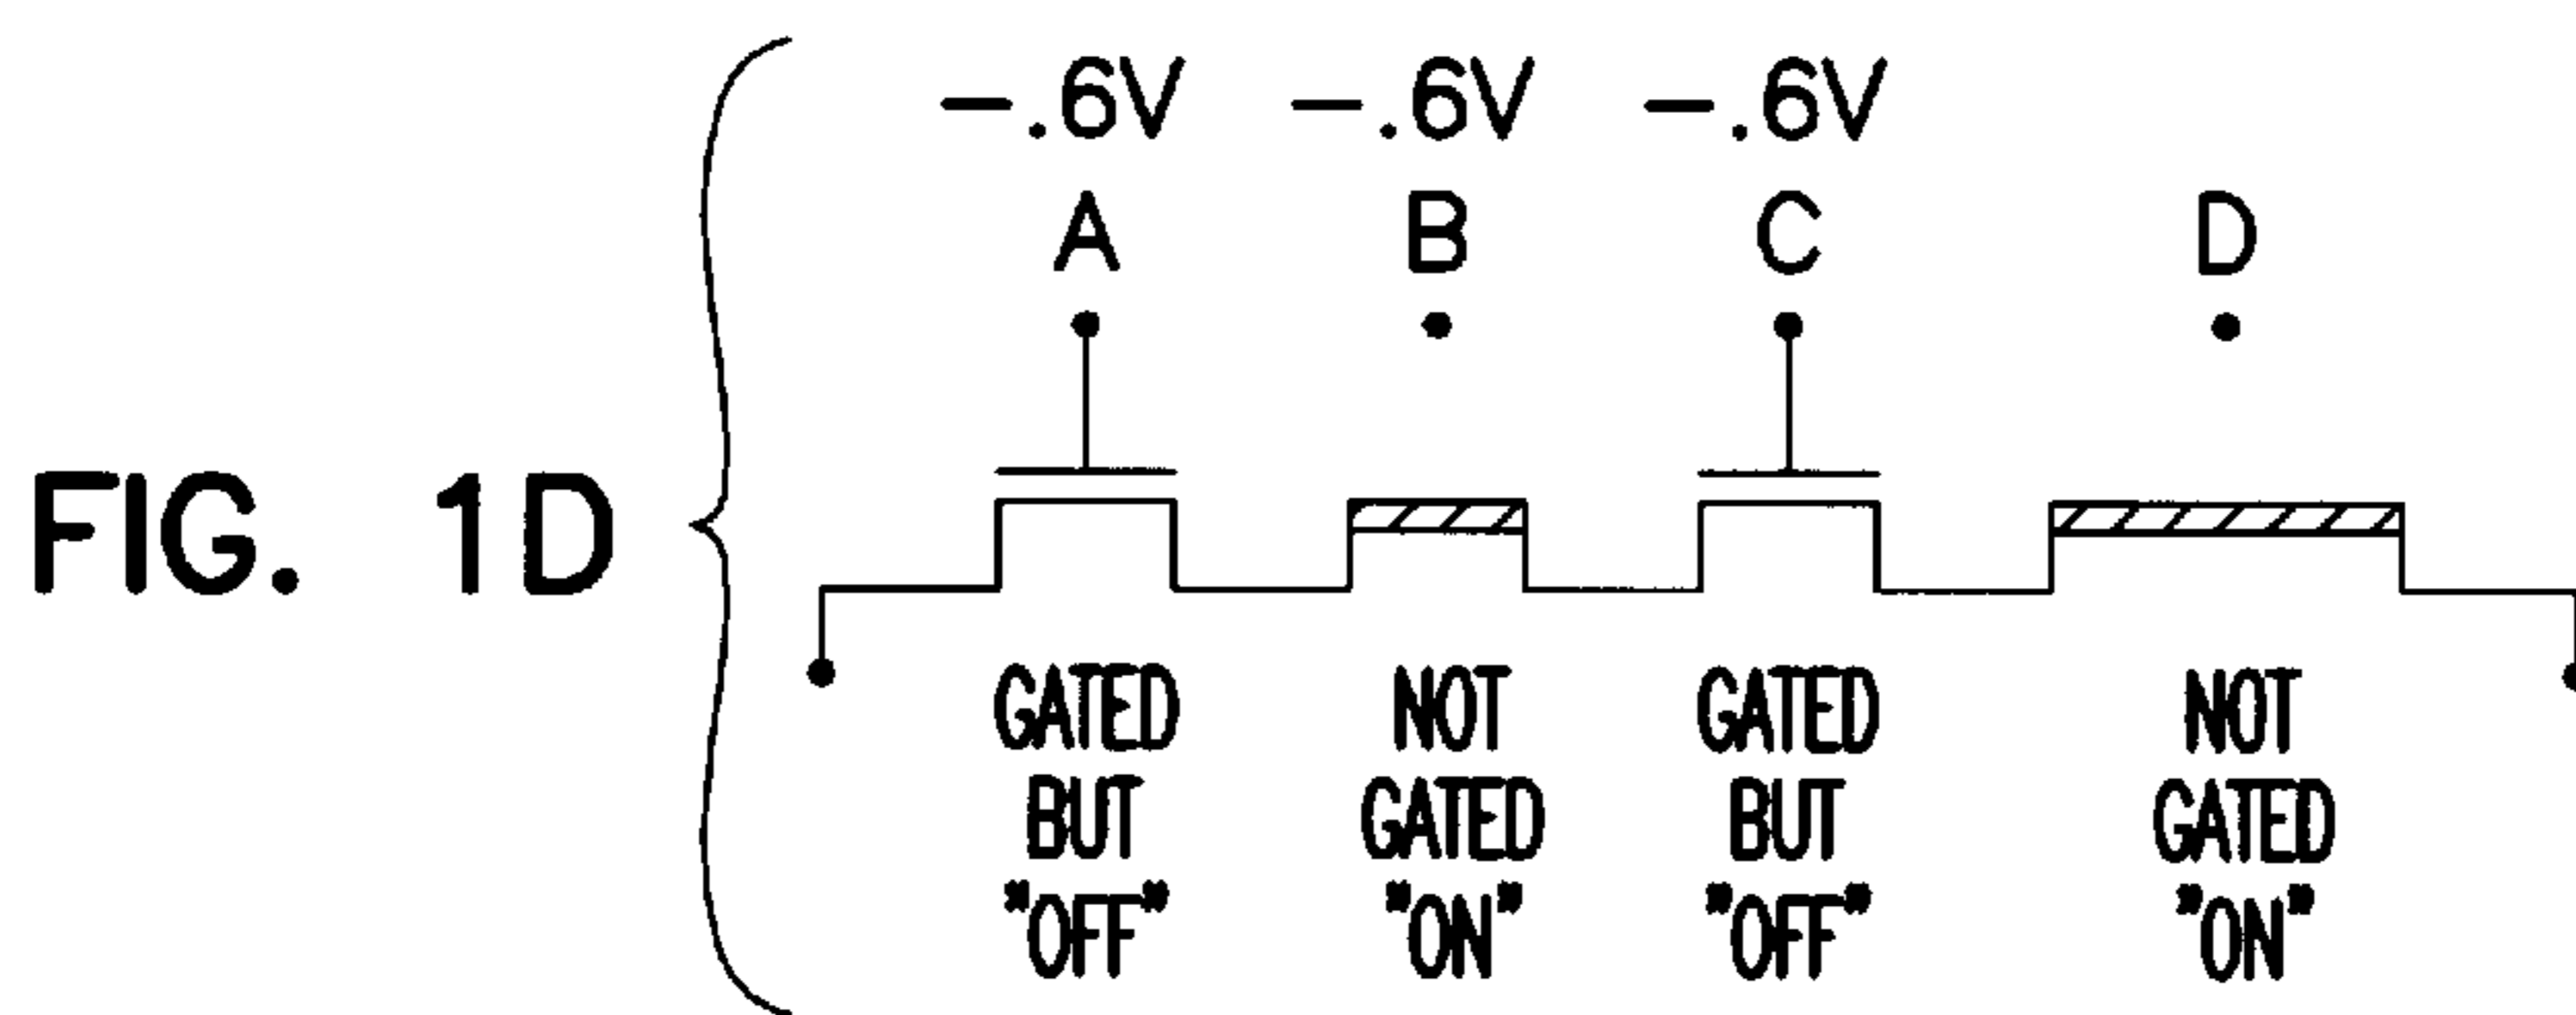 -.6V -.6V -.6V
A B C D
FIG. 1D
GATED NOT GATED NOT
BUT GATED BUT GATED
"OFF" "ON" "OFF" "ON"